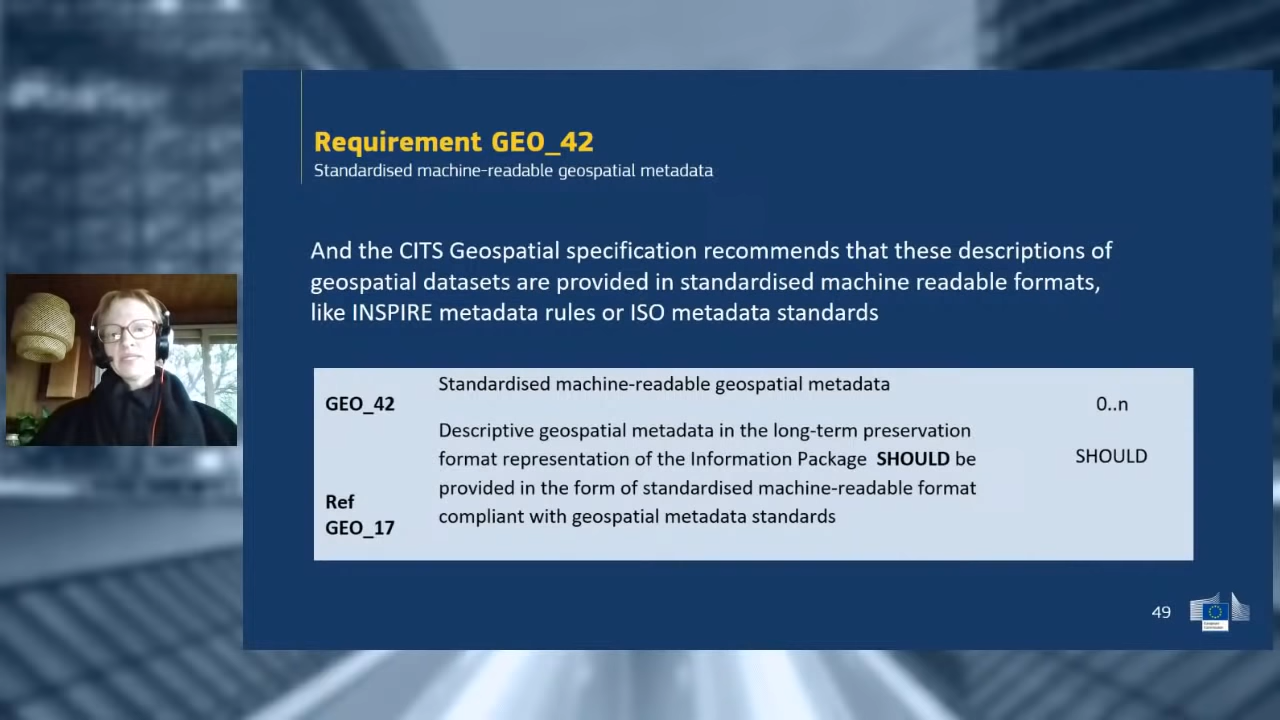 Requirement GEO_42
Standardised machine-readable geospatial metadata
And the CITS Geospatial specification recommends that these descriptions of
geospatial datasets are provided in standardised machine readable formats,
like INSPIRE metadata rules or ISO metadata standards
GEO_42
Standardised machine-readable geospatial metadata
0..n
Descriptive geospatial metadata in the long-term preservation
format representation of the Information Package SHOULD be
provided in the form of standardised machine-readable format
compliant with geospatial metadata standards
SHOULD
Ref
GEO_17
49
European
Commission